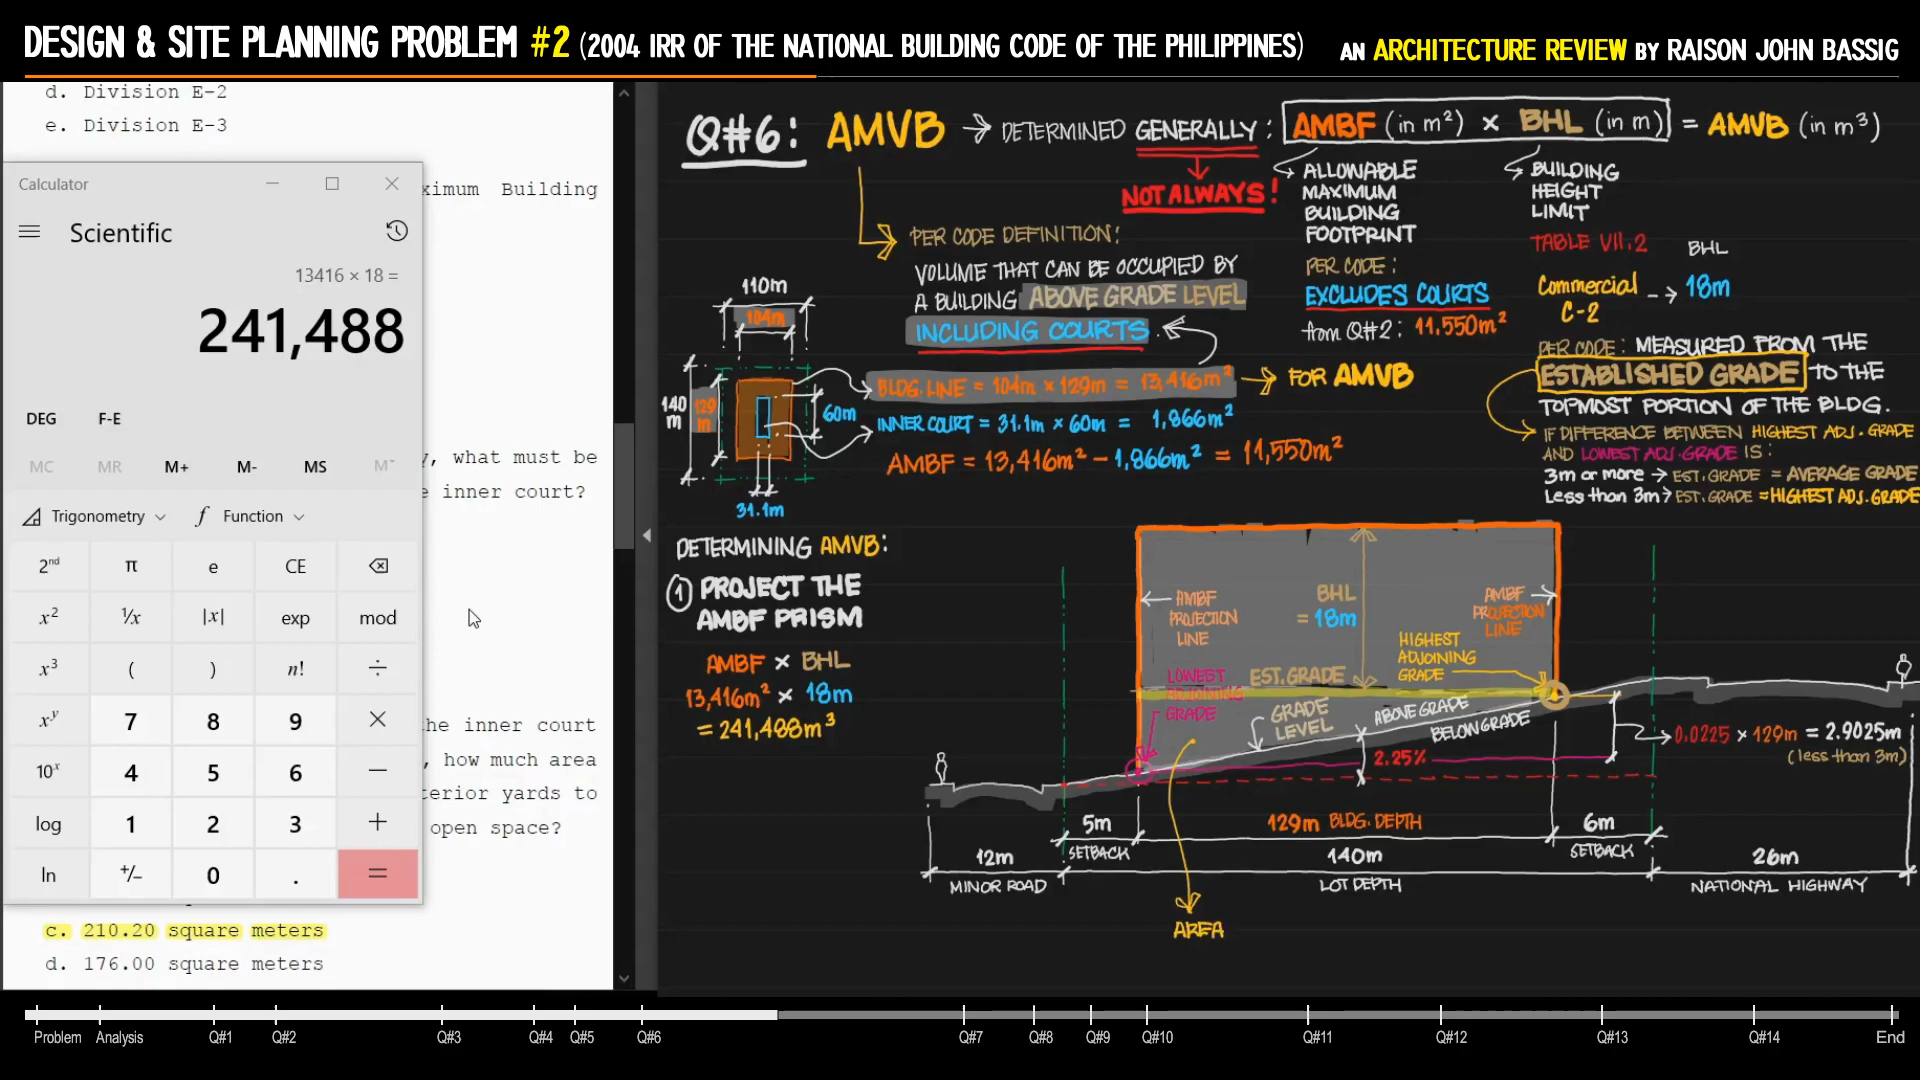 DESIGN & SITE PLANNING PROBLEM #2 (2004 IRR OF THE NATIONAL BUILDING CODE OF THE PHILIPPINES)
AN ARCHITECTURE REVIEW BY RAISON JOHN BASSIG
d. Division E-2
e. Division E-3
ximum Building
y, what must be
e inner court?
he inner court
, how much area
terior yards to
open space?
c. 210.20 square meters
d. 176.00 square meters
Calculator
Scientific
13416 × 18 =
241,488
DEG F-E
MC MR M+ M- MS M˅
Trigonometry f Function
2nd π e CE
x² ¹/x |x| exp mod
x³ ( ) n! ÷
xʸ 7 8 9 ×
10ˣ 4 5 6 −
log 1 2 3 +
ln +/− 0 . =
Q#6: AMVB → DETERMINED GENERALLY: AMBF (in m²) × BHL (in m) = AMVB (in m³)
NOT ALWAYS!
ALLOWABLE
MAXIMUM
BUILDING
FOOTPRINT
PER CODE:
EXCLUDES COURTS
from Q#2: 11,550m²
BUILDING
HEIGHT
LIMIT
TABLE VII.2 BHL
Commercial
C-2 → 18m
PER CODE: MEASURED FROM THE
ESTABLISHED GRADE TO THE
TOPMOST PORTION OF THE BLDG.
IF DIFFERENCE BETWEEN HIGHEST ADJ. GRADE
AND LOWEST ADJ. GRADE IS:
3m or more → EST. GRADE = AVERAGE GRADE
Less than 3m → EST. GRADE = HIGHEST ADJ. GRADE
PER CODE DEFINITION:
VOLUME THAT CAN BE OCCUPIED BY
A BUILDING ABOVE GRADE LEVEL
INCLUDING COURTS.
110m
104m
140m
129m
60m
31.1m
BLDG. LINE = 104m × 129m = 13,416m² → FOR AMVB
INNER COURT = 31.1m × 60m = 1,866m²
AMBF = 13,416m² − 1,866m² = 11,550m²
DETERMINING AMVB:
1 PROJECT THE
AMBF PRISM
AMBF × BHL
13,416m² × 18m
= 241,488m³
AMBF
PROJECTION
LINE
BHL
= 18m
AMBF
PROJECTION
LINE
HIGHEST
ADJOINING
GRADE
LOWEST
ADJOINING
GRADE
EST. GRADE
GRADE
LEVEL
ABOVE GRADE
BELOW GRADE
2.25%
0.0225 × 129m = 2.9025m
(less than 3m)
5m
SETBACK
129m BLDG. DEPTH
6m
SETBACK
12m
MINOR ROAD
140m
LOT DEPTH
26m
NATIONAL HIGHWAY
AREA
Problem Analysis Q#1 Q#2 Q#3 Q#4 Q#5 Q#6 Q#7 Q#8 Q#9 Q#10 Q#11 Q#12 Q#13 Q#14 End